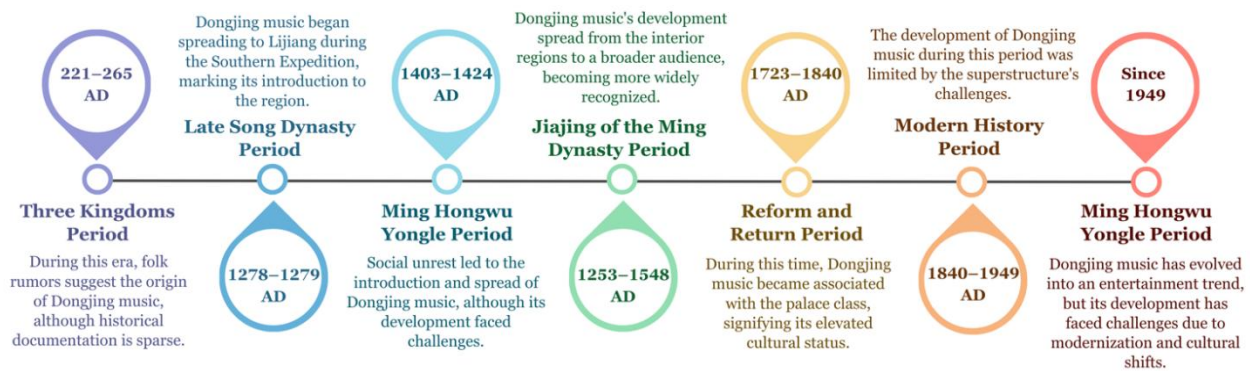 221–265
AD
Three Kingdoms
Period
During this era, folk
rumors suggest the origin
of Dongjing music,
although historical
documentation is sparse.
Dongjing music began
spreading to Lijiang during
the Southern Expedition,
marking its introduction to
the region.
Late Song Dynasty
Period
1278–1279
AD
1403–1424
AD
Ming Hongwu
Yongle Period
Social unrest led to the
introduction and spread of
Dongjing music, although its
development faced
challenges.
Dongjing music's development
spread from the interior
regions to a broader audience,
becoming more widely
recognized.
Jiajing of the Ming
Dynasty Period
1253–1548
AD
1723–1840
AD
Reform and
Return Period
During this time, Dongjing
music became associated
with the palace class,
signifying its elevated
cultural status.
The development of Dongjing
music during this period was
limited by the superstructure's
challenges.
Modern History
Period
1840–1949
AD
Since
1949
Ming Hongwu
Yongle Period
Dongjing music has evolved
into an entertainment trend,
but its development has
faced challenges due to
modernization and cultural
shifts.